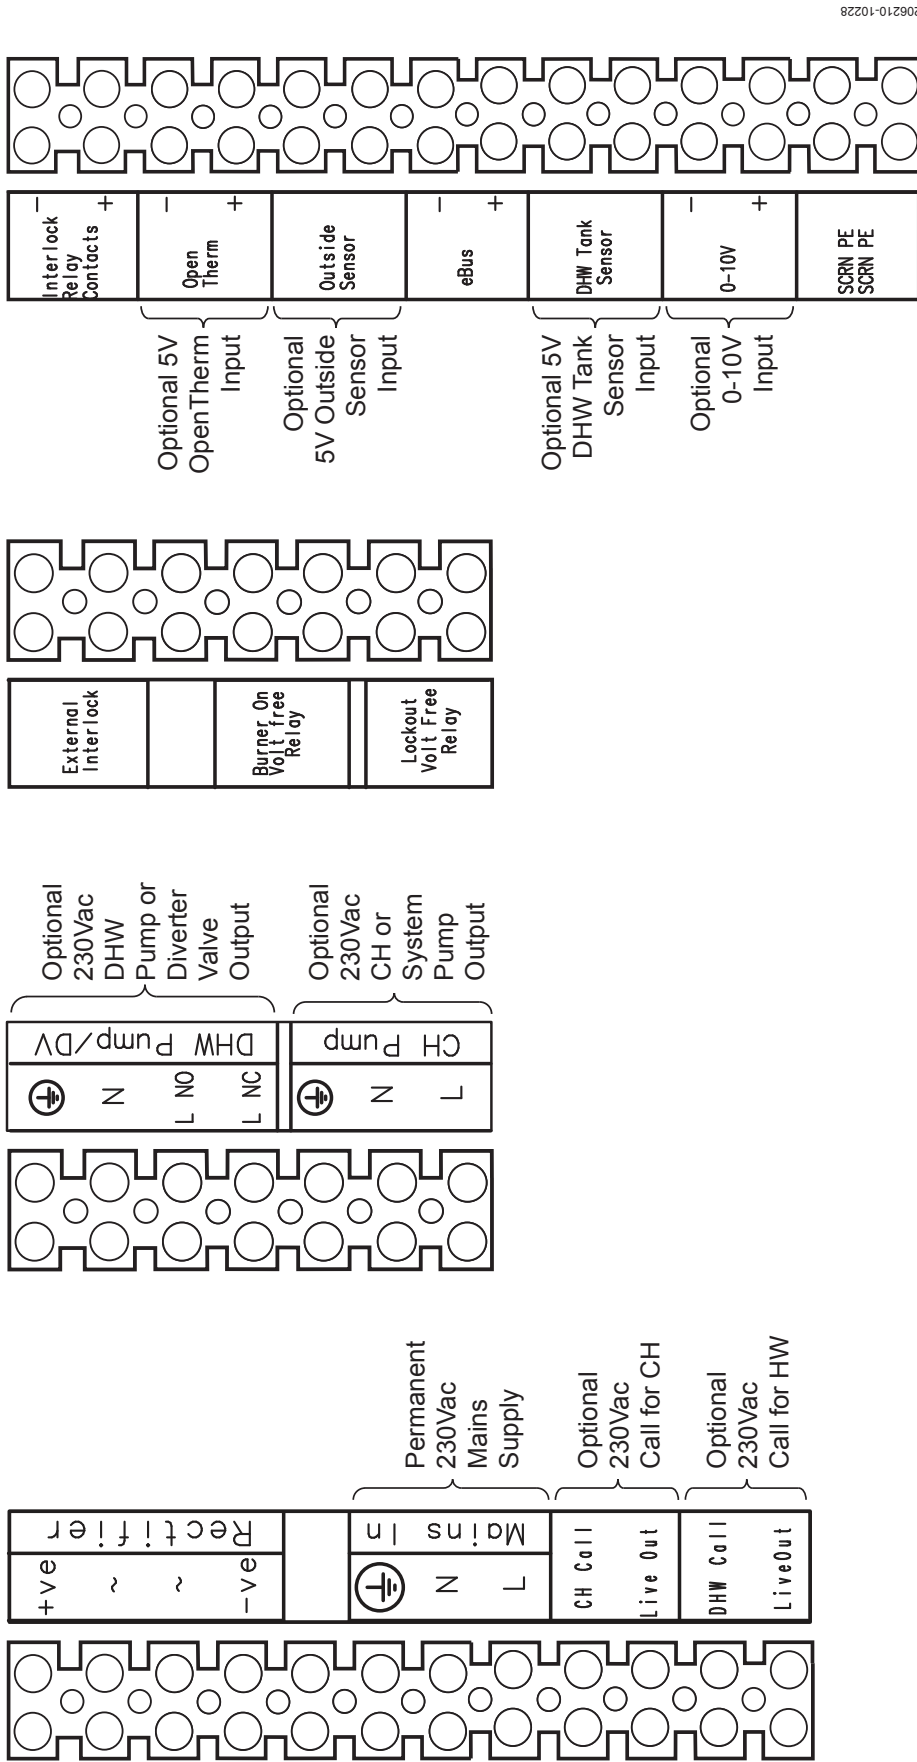 206210-10228
−
+
Interlock
Relay
Contacts
−
+
Open
Therm
Outside
Sensor
−
+
eBus
DHW Tank
Sensor
−
+
0-10V
SCRN PE
SCRN PE
Optional 5V
OpenTherm
Input
Optional
5V Outside
Sensor
Input
Optional 5V
DHW Tank
Sensor
Input
Optional
0-10V
Input
External
Interlock
Burner On
Volt free
Relay
Lockout
Volt Free
Relay
Optional
230Vac
DHW
Pump or
Diverter
Valve
Output
Optional
230Vac
CH or
System
Pump
Output
DHW Pump/DV
N
L NO
L NC
CH Pump
N
L
Permanent
230Vac
Mains
Supply
Optional
230Vac
Call for CH
Optional
230Vac
Call for HW
Rectifier
+ve
~
~
−ve
Mains In
N
L
CH Call
Live Out
DHW Call
LiveOut